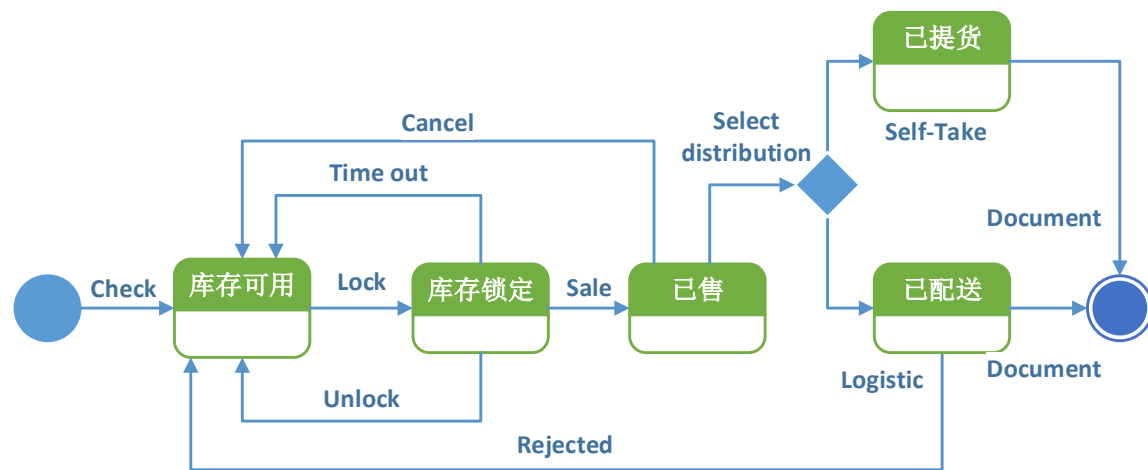 已提货
Cancel
Select
distribution
Self-Take
Time out
Document
Check
库存可用
Lock
库存锁定
Sale
已售
已配送
Unlock
Logistic
Document
Rejected